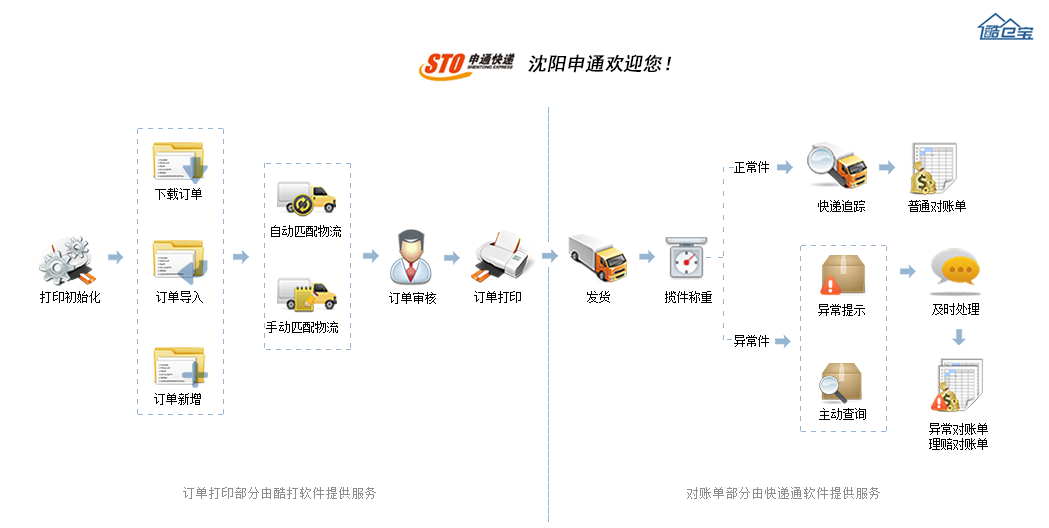 酷仓宝
STO 申通快递
SHENTONG EXPRESS
沈阳申通欢迎您!
打印初始化
下载订单
订单导入
订单新增
自动匹配物流
手动匹配物流
订单审核
订单打印
发货
揽件称重
正常件
快递追踪
普通对账单
异常件
异常提示
主动查询
及时处理
异常对账单
理赔对账单
订单打印部分由酷打软件提供服务
对账单部分由快递通软件提供服务